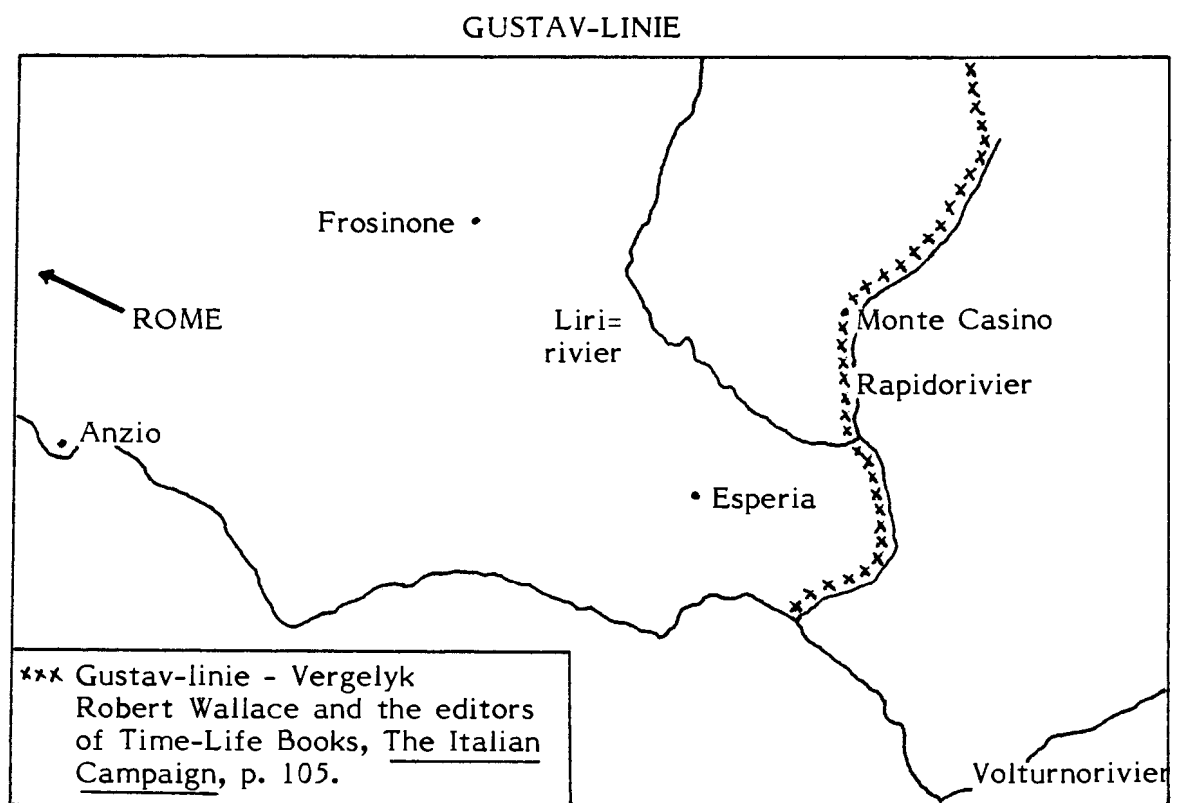 GUSTAV-LINIE
Frosinone
ROME
Liri=
rivier
Monte Casino
Rapidorivier
Anzio
Esperia
xxx Gustav-linie - Vergelyk
Robert Wallace and the editors
of Time-Life Books, The Italian
Campaign, p. 105.
Volturnorivier